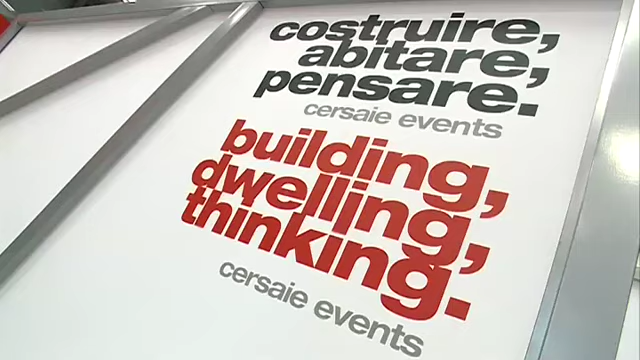 costruire,
abitare,
pensare.
cersaie events
building,
dwelling,
thinking.
cersaie events